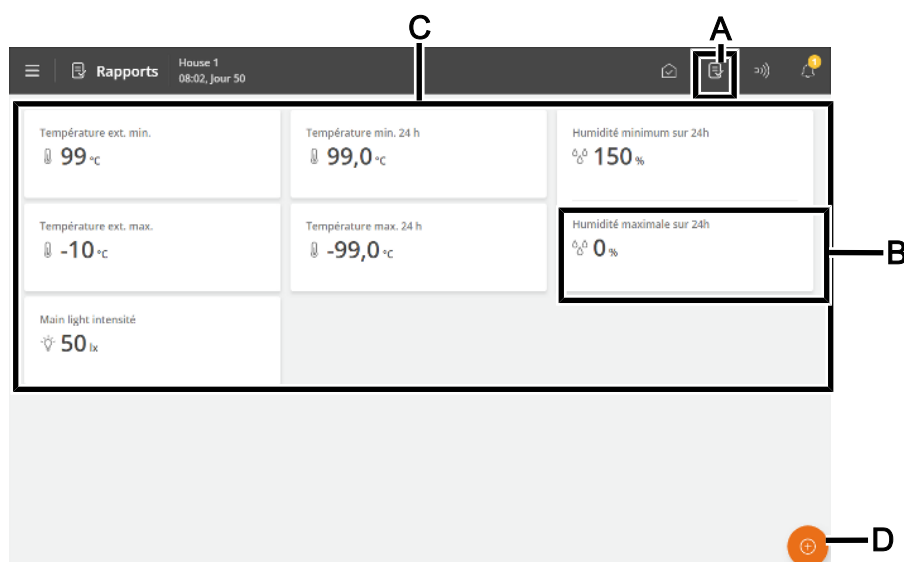 C
A
Rapports
House 1
08:02, Jour 50
1
Température ext. min.
99 °C
Température min. 24 h
99,0 °C
Humidité minimum sur 24h
150 %
Température ext. max.
-10 °C
Température max. 24 h
-99,0 °C
Humidité maximale sur 24h
0 %
B
Main light intensité
50 lx
D